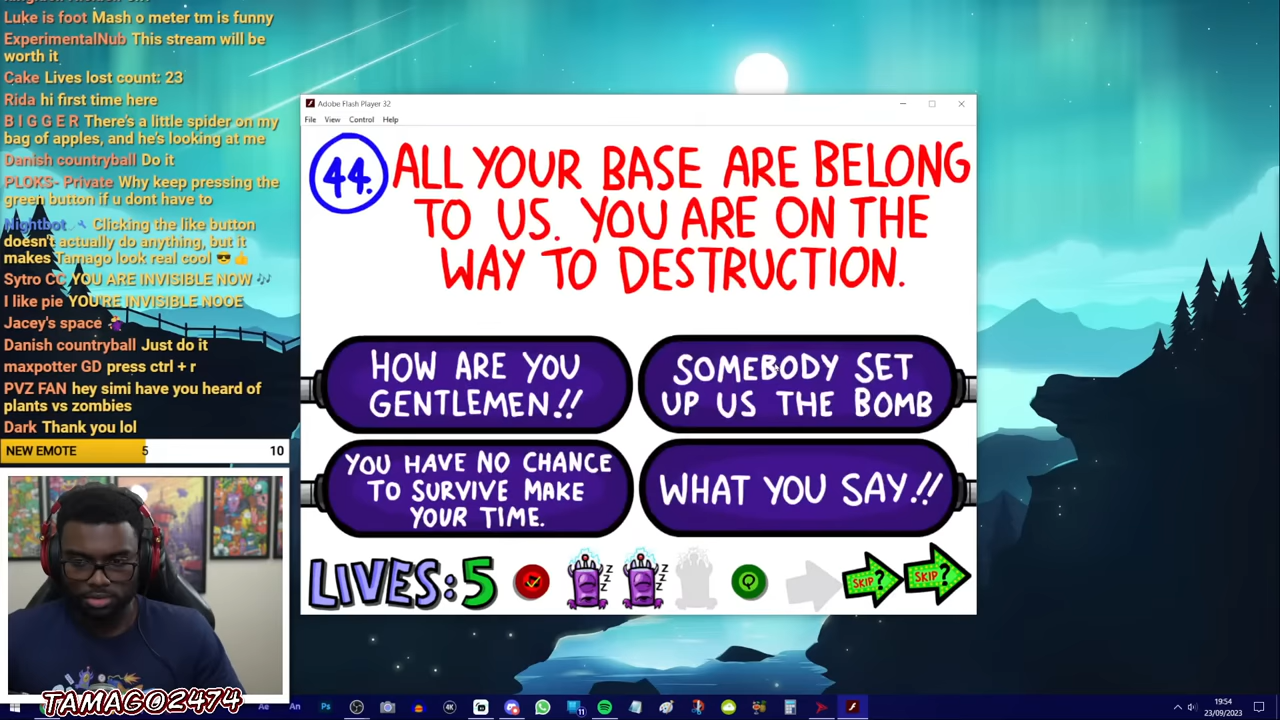 Luke is foot Mash o meter tm is funny
ExperimentalNub This stream will be
worth it
Cake Lives lost count: 23
Rida hi first time here
B I G G E R There's a little spider on my
bag of apples, and he's looking at me
Danish countryball Do it
PLOKS- Private Why keep pressing the
green button if u dont have to
Nightbot Clicking the like button
doesn't actually do anything, but it
makes Tamago look real cool 😎👍
Sytro CC YOU ARE INVISIBLE NOW 🎶
I like pie YOU'RE INVISIBLE NOOE
Jacey's space
Danish countryball Just do it
maxpotter GD press ctrl + r
PVZ FAN hey simi have you heard of
plants vs zombies
Dark Thank you lol
NEW EMOTE 5 10
Adobe Flash Player 32
File View Control Help
44. ALL YOUR BASE ARE BELONG
TO US. YOU ARE ON THE
WAY TO DESTRUCTION.
HOW ARE YOU
GENTLEMEN!!
SOMEBODY SET
UP US THE BOMB
YOU HAVE NO CHANCE
TO SURVIVE MAKE
YOUR TIME.
WHAT YOU SAY!!
LIVES: 5
Z Z Z
Z Z Z
SKIP?
SKIP?
TAMAGO2474
Ae An Ps
4K
11
19:54
23/09/2023